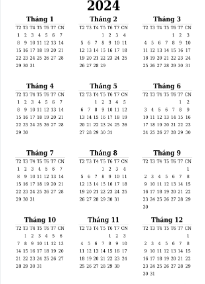 2024
Tháng 1
T2 T3 T4 T5 T6 T7 CN
1 2 3 4 5 6 7
8 9 10 11 12 13 14
15 16 17 18 19 20 21
22 23 24 25 26 27 28
29 30 31
Tháng 2
T2 T3 T4 T5 T6 T7 CN
1 2 3 4
5 6 7 8 9 10 11
12 13 14 15 16 17 18
19 20 21 22 23 24 25
26 27 28 29
Tháng 3
T2 T3 T4 T5 T6 T7 CN
1 2 3
4 5 6 7 8 9 10
11 12 13 14 15 16 17
18 19 20 21 22 23 24
25 26 27 28 29 30 31
Tháng 4
T2 T3 T4 T5 T6 T7 CN
1 2 3 4 5 6 7
8 9 10 11 12 13 14
15 16 17 18 19 20 21
22 23 24 25 26 27 28
29 30
Tháng 5
T2 T3 T4 T5 T6 T7 CN
1 2 3 4 5
6 7 8 9 10 11 12
13 14 15 16 17 18 19
20 21 22 23 24 25 26
27 28 29 30 31
Tháng 6
T2 T3 T4 T5 T6 T7 CN
1 2
3 4 5 6 7 8 9
10 11 12 13 14 15 16
17 18 19 20 21 22 23
24 25 26 27 28 29 30
Tháng 7
T2 T3 T4 T5 T6 T7 CN
1 2 3 4 5 6 7
8 9 10 11 12 13 14
15 16 17 18 19 20 21
22 23 24 25 26 27 28
29 30 31
Tháng 8
T2 T3 T4 T5 T6 T7 CN
1 2 3 4
5 6 7 8 9 10 11
12 13 14 15 16 17 18
19 20 21 22 23 24 25
26 27 28 29 30 31
Tháng 9
T2 T3 T4 T5 T6 T7 CN
1
2 3 4 5 6 7 8
9 10 11 12 13 14 15
16 17 18 19 20 21 22
23 24 25 26 27 28 29
30
Tháng 10
T2 T3 T4 T5 T6 T7 CN
1 2 3 4 5 6
7 8 9 10 11 12 13
14 15 16 17 18 19 20
21 22 23 24 25 26 27
28 29 30 31
Tháng 11
T2 T3 T4 T5 T6 T7 CN
1 2 3
4 5 6 7 8 9 10
11 12 13 14 15 16 17
18 19 20 21 22 23 24
25 26 27 28 29 30
Tháng 12
T2 T3 T4 T5 T6 T7 CN
1
2 3 4 5 6 7 8
9 10 11 12 13 14 15
16 17 18 19 20 21 22
23 24 25 26 27 28 29
30 31